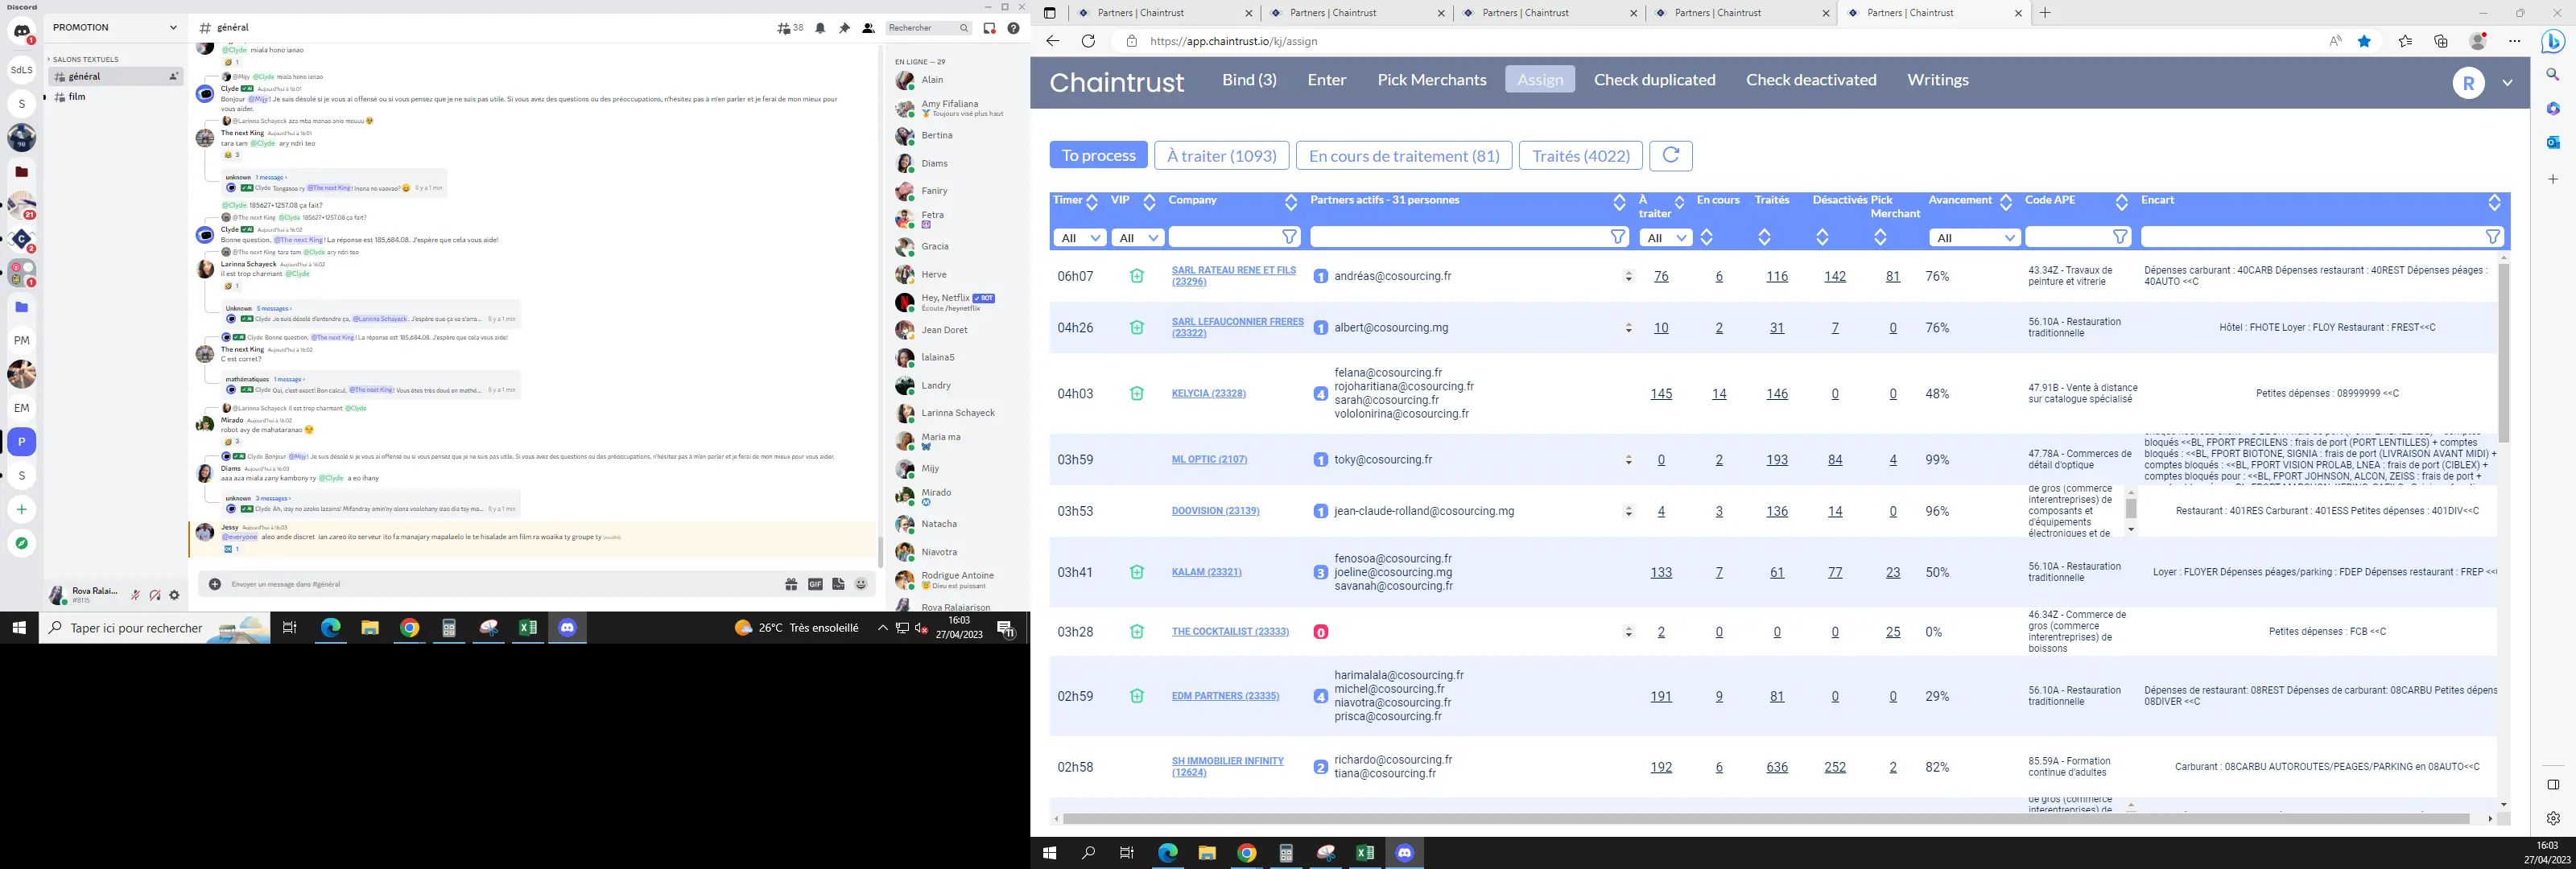 Discord
PROMOTION
SALONS TEXTUELS
général
film
SdLS
S
PM
EM
P
S
Rova Ralai...
#8115
général
38
Rechercher
@Clyde miala hono ianao
1
@Mijy @Clyde miala hono ianao
Clyde AI Aujourd'hui à 16:01
Bonjour @Mijy! Je suis désolé si je vous ai offensé ou si vous pensez que je ne suis pas utile. Si vous avez des questions ou des préoccupations, n'hésitez pas à m'en parler et je ferai de mon mieux pour
vous aider.
@Larinna Schayeck aza mba manao anio mouuu
The next King Aujourd'hui à 16:01
tara tam @Clyde ary ndri teo
3
unknown 1 message ›
Clyde Tongasoa ry @The next King! Inona no vaovao? Il y a 1 min
@Clyde 185627+1257.08 ça fait?
@The next King @Clyde 185627+1257.08 ça fait?
Clyde AI Aujourd'hui à 16:02
Bonne question, @The next King! La réponse est 185,684.08. J'espère que cela vous aide!
@The next King tara tam @Clyde ary ndri teo
Larinna Schayeck Aujourd'hui à 16:02
il est trop charmant @Clyde
1
Unknown 5 messages ›
Clyde Je suis désolé d'entendre ça, @Larinna Schayeck. J'espère que ça va s'arra... Il y a 1 min
Clyde Bonne question, @The next King! La réponse est 185,684.08. J'espère que cela vous aide!
The next King Aujourd'hui à 16:02
C est corret?
mathématiques 1 message ›
Clyde Oui, c'est exact! Bon calcul, @The next King! Vous êtes très doué en mathé... Il y a 1 min
@Larinna Schayeck il est trop charmant @Clyde
Mirado Aujourd'hui à 16:02
robot avy de mahataranao
3
Clyde Bonjour @Mijy! Je suis désolé si je vous ai offensé ou si vous pensez que je ne suis pas utile. Si vous avez des questions ou des préoccupations, n'hésitez pas à m'en parler et je ferai de mon mieux pour vous aider.
Diams Aujourd'hui à 16:03
aaa aza miala zany kambony ry @Clyde a eo ihany
unknown 3 messages ›
Clyde Ah, izay no azoko lazaina! Mifandray amin'ny olona vaolohany izao dia tsy ma... Il y a 1 min
Jessy Aujourd'hui à 16:03
@everyone aleo ande discret ian zareo ito serveur ito fa manajary mapalaelo le te hisalade am film ra woaika ty groupe ty (modifié)
1
Envoyer un message dans #général
GIF
EN LIGNE — 29
Alain
Amy Fifaliana
Toujours visé plus haut
Bertina
Diams
Faniry
Fetra
Gracia
Herve
Hey, Netflix BOT
Écoute /heynetflix
Jean Doret
lalaina5
Landry
Larinna Schayeck
Maria ma
Mijy
Mirado
Natacha
Niavotra
Rodrigue Antoine
Dieu est puissant
Rova Ralaiarison
Taper ici pour rechercher
26°C Très ensoleillé
16:03
27/04/2023
Partners | Chaintrust
Partners | Chaintrust
Partners | Chaintrust
Partners | Chaintrust
Partners | Chaintrust
https://app.chaintrust.io/kj/assign
Chaintrust
Bind (3) Enter Pick Merchants Assign Check duplicated Check deactivated Writings
R
To process À traiter (1093) En cours de traitement (81) Traités (4022)
Timer VIP Company Partners actifs - 31 personnes À traiter En cours Traités Désactivés Pick Merchant Avancement Code APE Encart
All All All All
06h07 SARL RATEAU RENE ET FILS (23296) 1 andréas@cosourcing.fr 76 6 116 142 81 76% 43.34Z - Travaux de peinture et vitrerie Dépenses carburant : 40CARB Dépenses restaurant : 40REST Dépenses péages : 40AUTO <<C
04h26 SARL LEFAUCONNIER FRERES (23322) 1 albert@cosourcing.mg 10 2 31 7 0 76% 56.10A - Restauration traditionnelle Hôtel : FHOTE Loyer : FLOY Restaurant : FREST<<C
04h03 KELYCIA (23328) 4 felana@cosourcing.fr
rojoharitiana@cosourcing.fr
sarah@cosourcing.fr
vololonirina@cosourcing.fr
145 14 146 0 0 48% 47.91B - Vente à distance sur catalogue spécialisé Petites dépenses : 08999999 <<C
03h59 ML OPTIC (2107) 1 toky@cosourcing.fr 0 2 193 84 4 99% 47.78A - Commerces de détail d'optique
bloqués <<BL, FPORT PRECILENS : frais de port (PORT LENTILLES) + comptes
bloqués : <<BL, FPORT BIOTONE, SIGNIA : frais de port (LIVRAISON AVANT MIDI) +
comptes bloqués : <<BL, FPORT VISION PROLAB, LNEA : frais de port (CIBLEX) +
comptes bloqués pour : <<BL, FPORT JOHNSON, ALCON, ZEISS : frais de port +
03h53 DOOVISION (23139) 1 jean-claude-rolland@cosourcing.mg 4 3 136 14 0 96% de gros (commerce interentreprises) de composants et d'équipements électroniques et de Restaurant : 401RES Carburant : 401ESS Petites dépenses : 401DIV<<C
03h41 KALAM (23321) 3 fenosoa@cosourcing.fr
joeline@cosourcing.mg
savanah@cosourcing.fr
133 7 61 77 23 50% 56.10A - Restauration traditionnelle Loyer : FLOYER Dépenses péages/parking : FDEP Dépenses restaurant : FREP <<
03h28 THE COCKTAILIST (23333) 0 2 0 0 0 25 0% 46.34Z - Commerce de gros (commerce interentreprises) de boissons Petites dépenses : FCB <<C
02h59 EDM PARTNERS (23335) 4 harimalala@cosourcing.fr
michel@cosourcing.fr
niavotra@cosourcing.fr
prisca@cosourcing.fr
191 9 81 0 0 29% 56.10A - Restauration traditionnelle Dépenses de restaurant: 08REST Dépenses de carburant: 08CARBU Petites dépens
08DIVER <<C
02h58 SH IMMOBILIER INFINITY (12624) 2 richardo@cosourcing.fr
tiana@cosourcing.fr
192 6 636 252 2 82% 85.59A - Formation continue d'adultes Carburant : 08CARBU AUTOROUTES/PEAGES/PARKING en 08AUTO<<C
de gros (commerce
16:03
27/04/2023